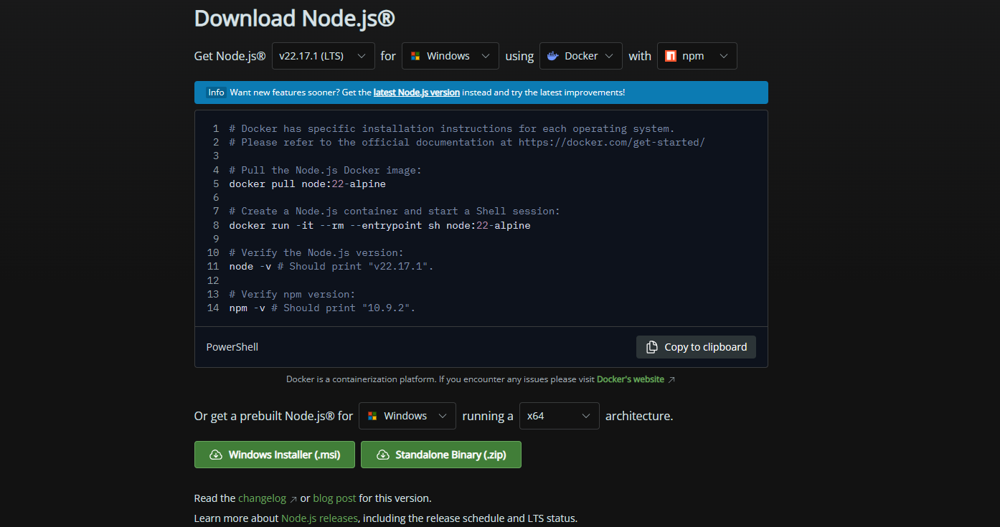 Download Node.js®
Get Node.js® v22.17.1 (LTS) for Windows using Docker with npm
Info Want new features sooner? Get the latest Node.js version instead and try the latest improvements!
1 # Docker has specific installation instructions for each operating system.
2 # Please refer to the official documentation at https://docker.com/get-started/
3
4 # Pull the Node.js Docker image:
5 docker pull node:22-alpine
6
7 # Create a Node.js container and start a Shell session:
8 docker run -it --rm --entrypoint sh node:22-alpine
9
10 # Verify the Node.js version:
11 node -v # Should print "v22.17.1".
12
13 # Verify npm version:
14 npm -v # Should print "10.9.2".
PowerShell Copy to clipboard
Docker is a containerization platform. If you encounter any issues please visit Docker's website
Or get a prebuilt Node.js® for Windows running a x64 architecture.
Windows Installer (.msi) Standalone Binary (.zip)
Read the changelog or blog post for this version.
Learn more about Node.js releases, including the release schedule and LTS status.